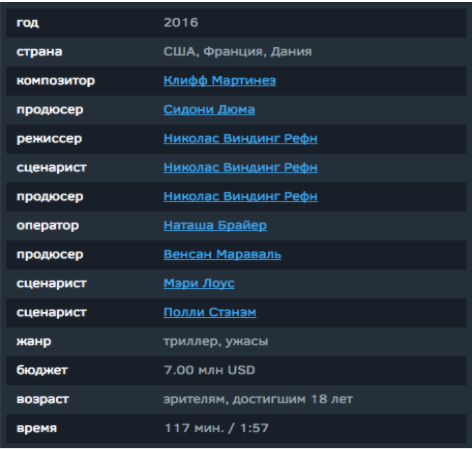 год 2016
страна США, Франция, Дания
композитор Клифф Мартинез
продюсер Сидони Дюма
режиссер Николас Виндинг Рефн
сценарист Николас Виндинг Рефн
продюсер Николас Виндинг Рефн
оператор Наташа Брайер
продюсер Венсан Мараваль
сценарист Мэри Лоус
сценарист Полли Стэнэм
жанр триллер, ужасы
бюджет 7.00 млн USD
возраст зрителям, достигшим 18 лет
время 117 мин. / 1:57